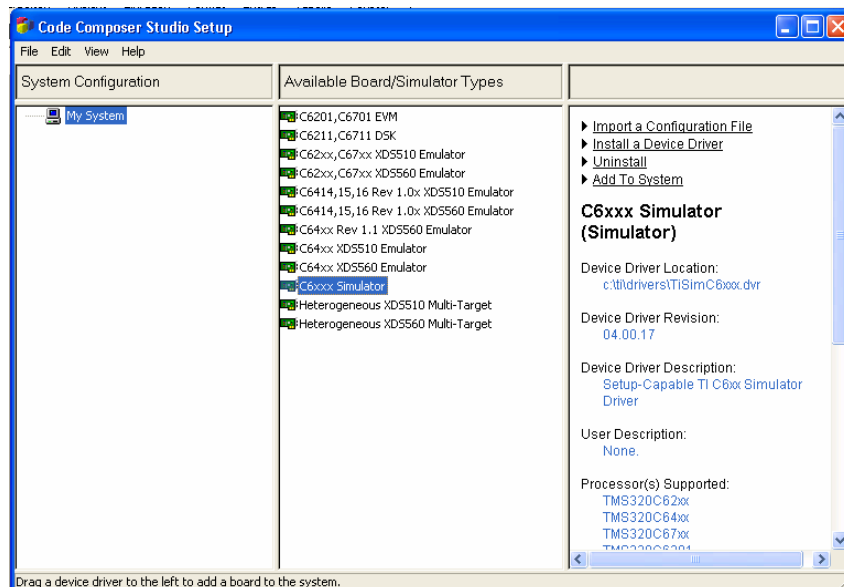 Code Composer Studio Setup
File Edit View Help
System Configuration
Available Board/Simulator Types
My System
C6201,C6701 EVM
C6211,C6711 DSK
C62xx,C67xx XDS510 Emulator
C62xx,C67xx XDS560 Emulator
C6414,15,16 Rev 1.0x XDS510 Emulator
C6414,15,16 Rev 1.0x XDS560 Emulator
C64xx Rev 1.1 XDS560 Emulator
C64xx XDS510 Emulator
C64xx XDS560 Emulator
C6xxx Simulator
Heterogeneous XDS510 Multi-Target
Heterogeneous XDS560 Multi-Target
Import a Configuration File
Install a Device Driver
Uninstall
Add To System
C6xxx Simulator
(Simulator)
Device Driver Location:
c:\ti\drivers\TiSimC6xxx.dvr
Device Driver Revision:
04.00.17
Device Driver Description:
Setup-Capable TI C6xx Simulator
Driver
User Description:
None.
Processor(s) Supported:
TMS320C62xx
TMS320C64xx
TMS320C67xx
TMS320C6201
Drag a device driver to the left to add a board to the system.